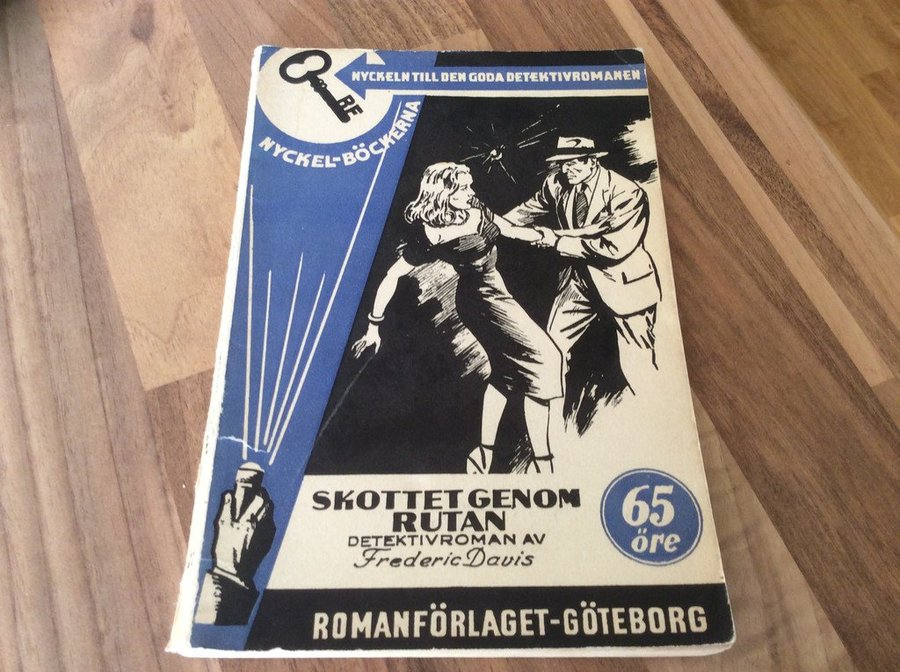 NYCKELN TILL DEN GODA DETEKTIVROMANEN
RF
NYCKEL-BÖCKERNA
SKOTTET GENOM
RUTAN
DETEKTIVROMAN AV
Frederic Davis
65
öre
ROMANFÖRLAGET-GÖTEBORG